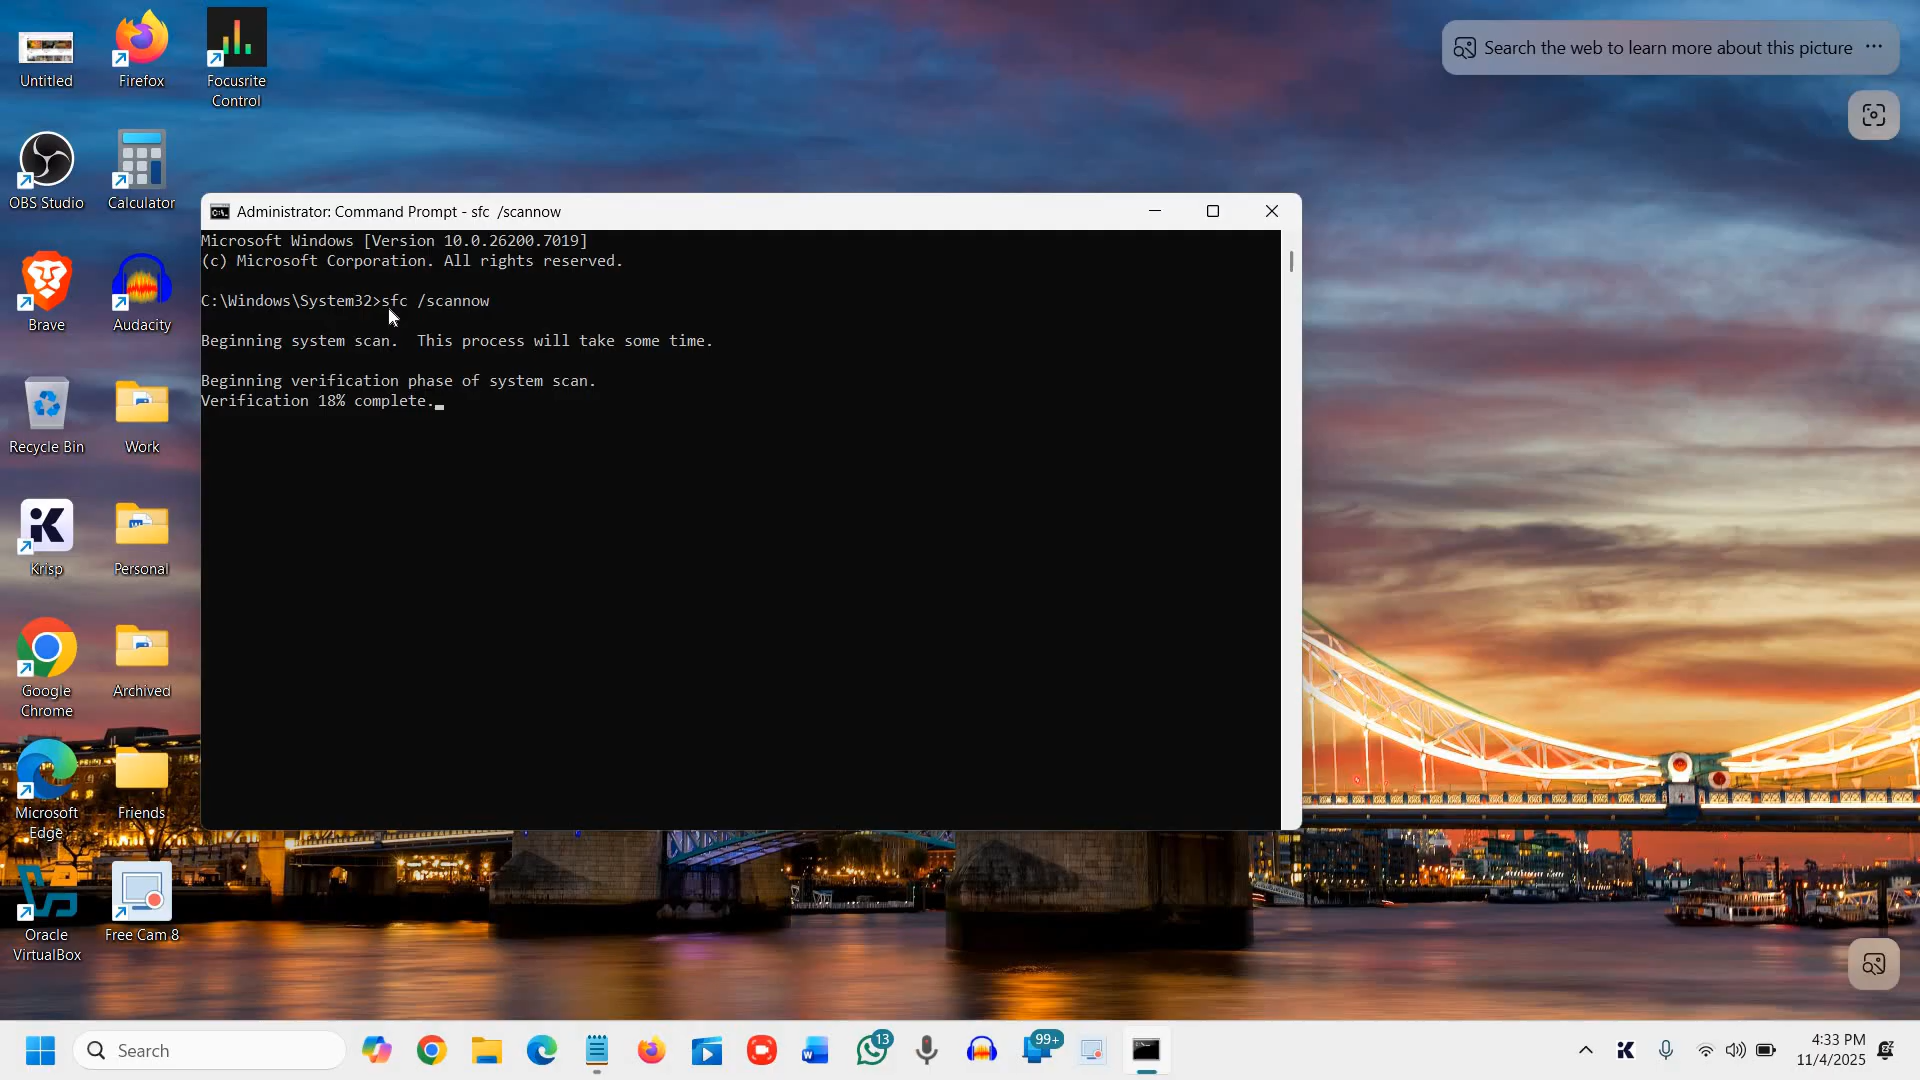 Untitled
Firefox
Focusrite
Control
Search the web to learn more about this picture
OBS Studio
Calculator
Administrator: Command Prompt - sfc  /scannow
Microsoft Windows [Version 10.0.26200.7019]
(c) Microsoft Corporation. All rights reserved.
C:\Windows\System32>sfc /scannow
Beginning system scan.  This process will take some time.
Beginning verification phase of system scan.
Verification 18% complete.
Brave
Audacity
Recycle Bin
Work
Krisp
Personal
Google
Chrome
Archived
Microsoft
Edge
Friends
Oracle
VirtualBox
Free Cam 8
Search
13
99+
4:33 PM
11/4/2025